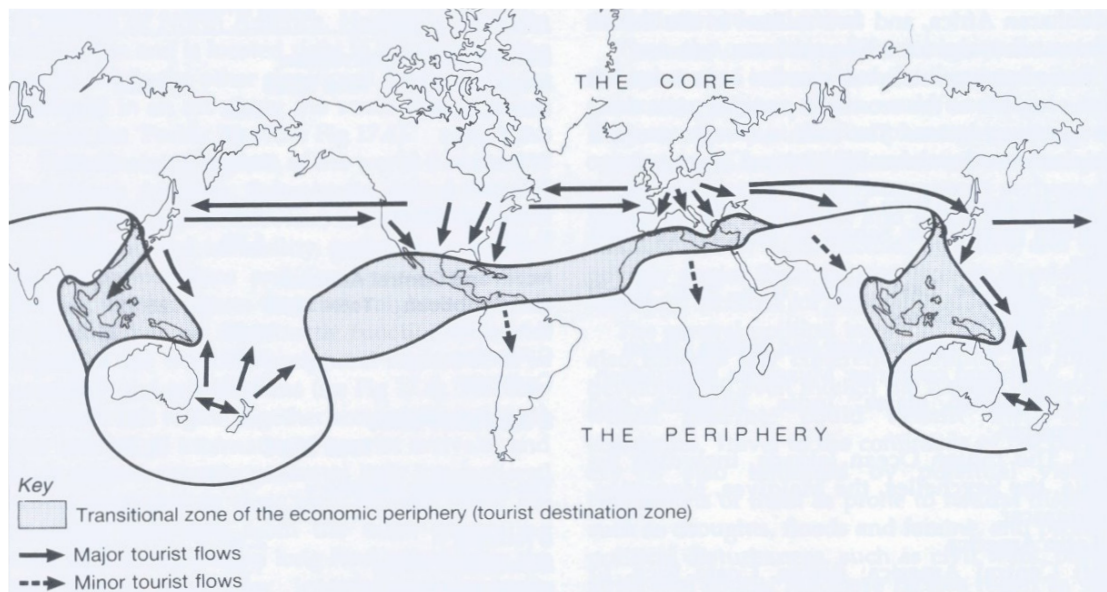 THE CORE
THE PERIPHERY
Key
Transitional zone of the economic periphery (tourist destination zone)
Major tourist flows
Minor tourist flows